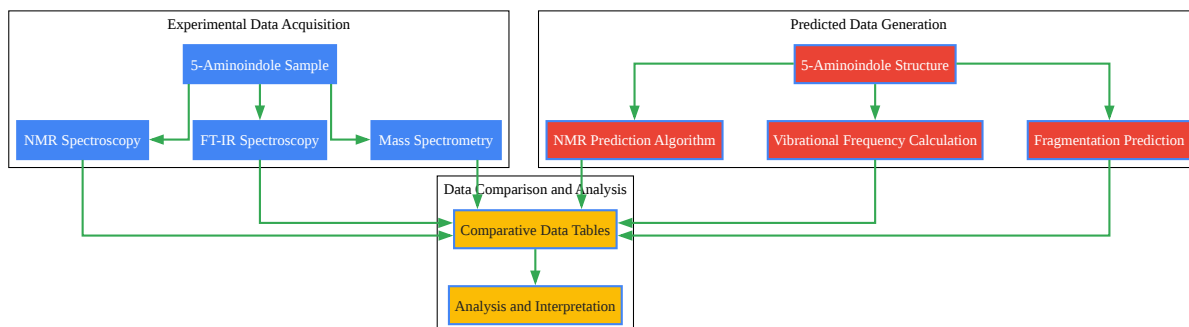 Experimental Data Acquisition
5-Aminoindole Sample
NMR Spectroscopy
FT-IR Spectroscopy
Mass Spectrometry
Predicted Data Generation
5-Aminoindole Structure
NMR Prediction Algorithm
Vibrational Frequency Calculation
Fragmentation Prediction
Data Comparison and Analysis
Comparative Data Tables
Analysis and Interpretation